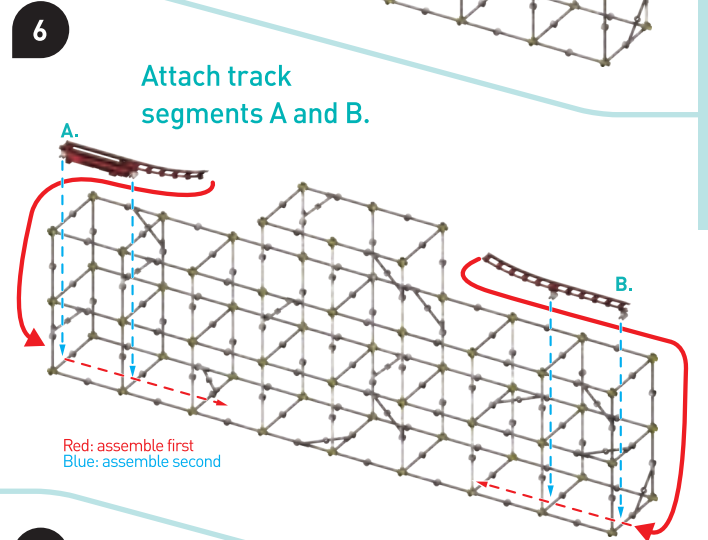 6
Attach track
segments A and B.
A.
B.
Red: assemble first
Blue: assemble second